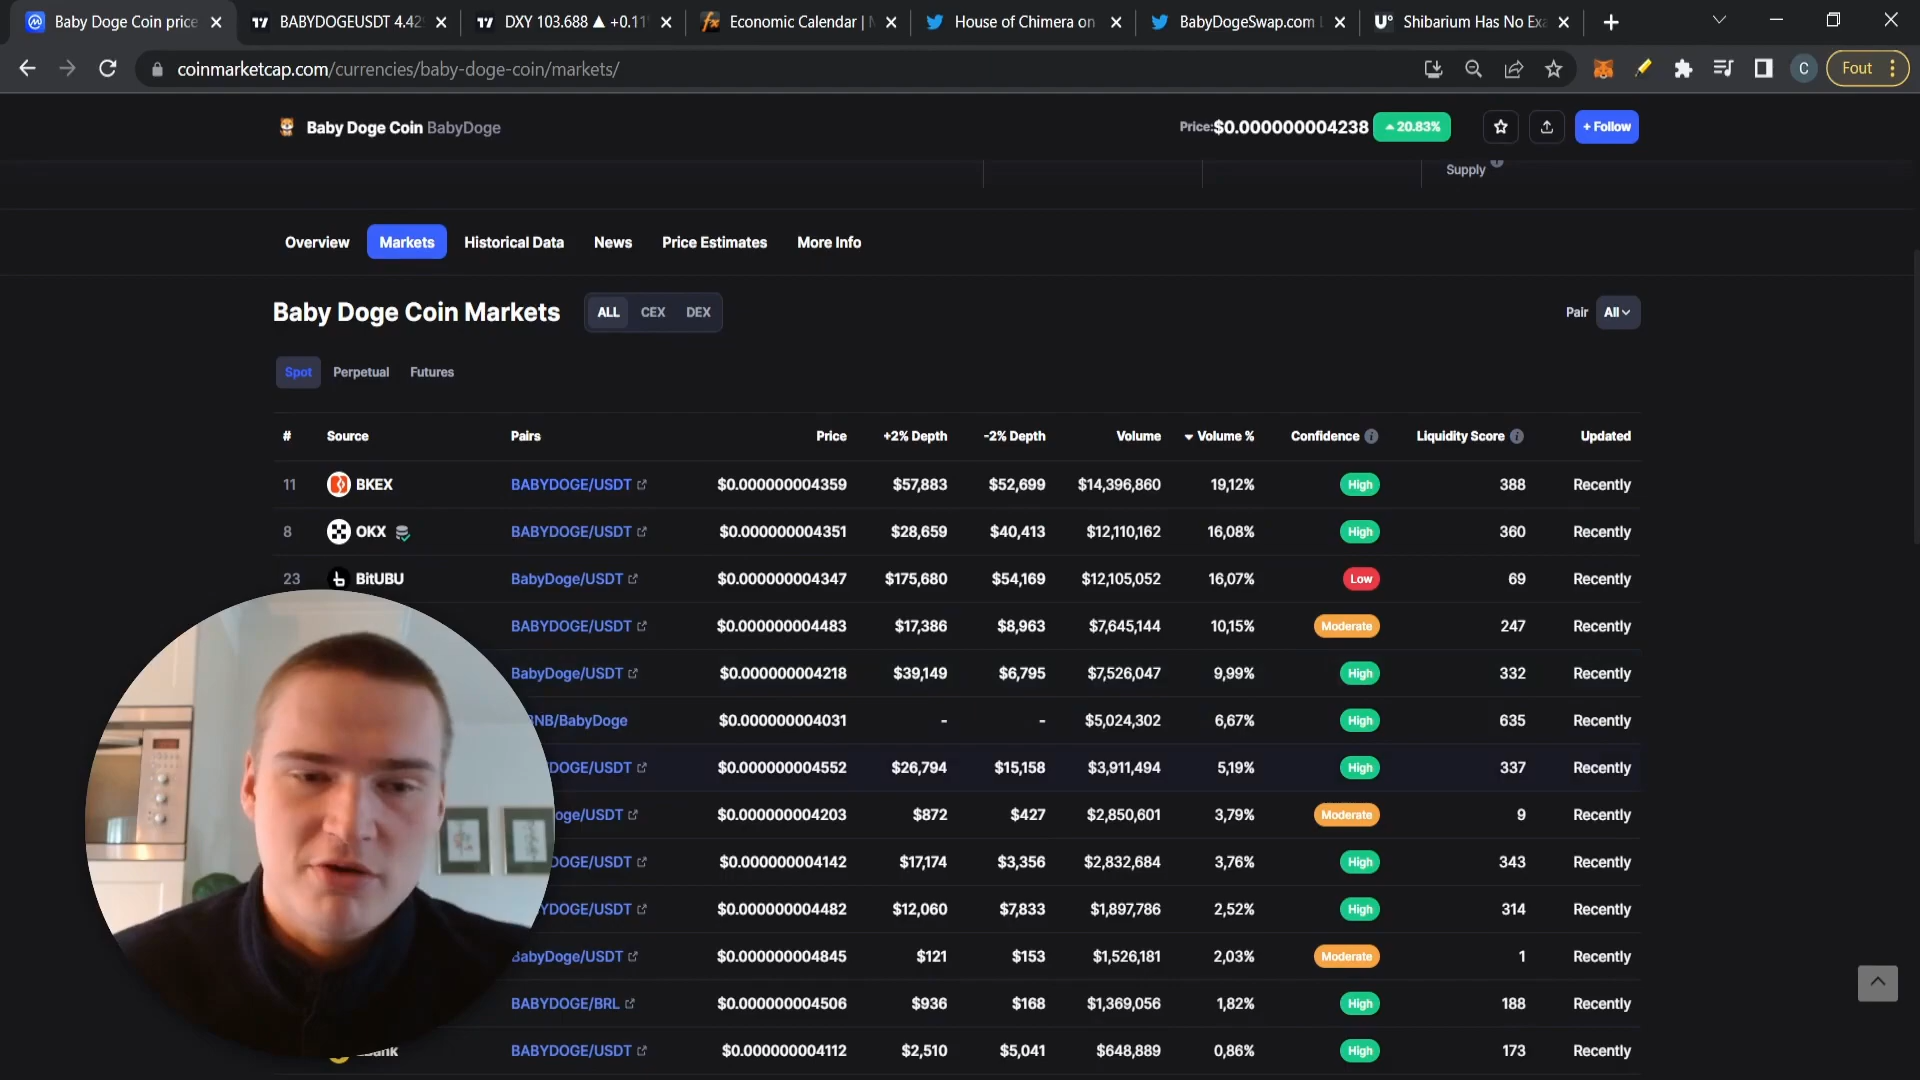 Baby Doge Coin price
BABYDOGEUSDT 4.42
DXY 103.688 ▲ +0.11
Economic Calendar |
House of Chimera on
BabyDogeSwap.com
Shibarium Has No Exa
coinmarketcap.com/currencies/baby-doge-coin/markets/
C
Fout
Baby Doge Coin BabyDoge
Price:$0.000000004238
20.83%
+ Follow
Supply
Overview
Markets
Historical Data
News
Price Estimates
More Info
Baby Doge Coin Markets
ALL
CEX
DEX
Pair
All
Spot
Perpetual
Futures
# Source Pairs Price +2% Depth -2% Depth Volume Volume % Confidence Liquidity Score Updated
11 BKEX BABYDOGE/USDT $0.000000004359 $57,883 $52,699 $14,396,860 19,12% High 388 Recently
8 OKX BABYDOGE/USDT $0.000000004351 $28,659 $40,413 $12,110,162 16,08% High 360 Recently
23 BitUBU BabyDoge/USDT $0.000000004347 $175,680 $54,169 $12,105,052 16,07% Low 69 Recently
BABYDOGE/USDT $0.000000004483 $17,386 $8,963 $7,645,144 10,15% Moderate 247 Recently
BabyDoge/USDT $0.000000004218 $39,149 $6,795 $7,526,047 9,99% High 332 Recently
NB/BabyDoge $0.000000004031 - - $5,024,302 6,67% High 635 Recently
DOGE/USDT $0.000000004552 $26,794 $15,158 $3,911,494 5,19% High 337 Recently
oge/USDT $0.000000004203 $872 $427 $2,850,601 3,79% Moderate 9 Recently
DOGE/USDT $0.000000004142 $17,174 $3,356 $2,832,684 3,76% High 343 Recently
YDOGE/USDT $0.000000004482 $12,060 $7,833 $1,897,786 2,52% High 314 Recently
BabyDoge/USDT $0.000000004845 $121 $153 $1,526,181 2,03% Moderate 1 Recently
BABYDOGE/BRL $0.000000004506 $936 $168 $1,369,056 1,82% High 188 Recently
BABYDOGE/USDT $0.000000004112 $2,510 $5,041 $648,889 0,86% High 173 Recently